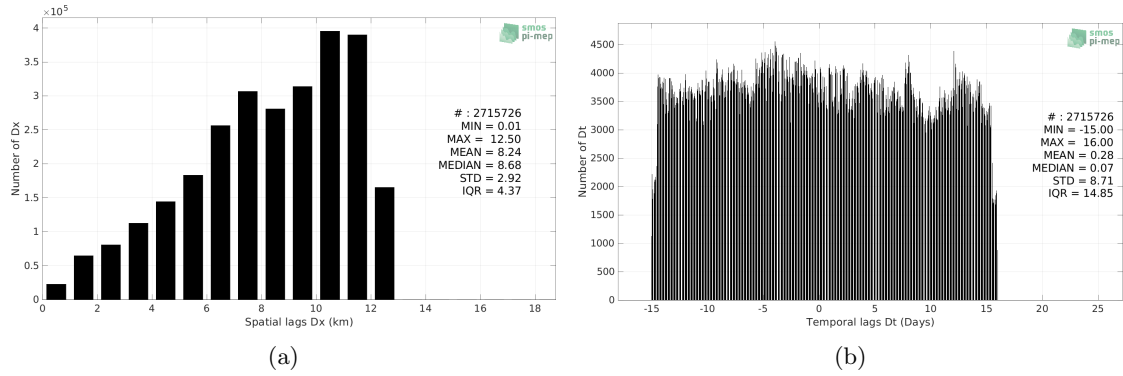 ×10⁵
4
3.5
3
2.5
2
1.5
1
0.5
0
Number of Dx
0 2 4 6 8 10 12 14 16 18
Spatial lags Dx (km)
smos
pi-mep
# : 2715726
MIN = 0.01
MAX = 12.50
MEAN = 8.24
MEDIAN = 8.68
STD = 2.92
IQR = 4.37
(a)
4500
4000
3500
3000
2500
2000
1500
1000
500
0
Number of Dt
-15 -10 -5 0 5 10 15 20 25
Temporal lags Dt (Days)
smos
pi-mep
# : 2715726
MIN = -15.00
MAX = 16.00
MEAN = 0.28
MEDIAN = 0.07
STD = 8.71
IQR = 14.85
(b)